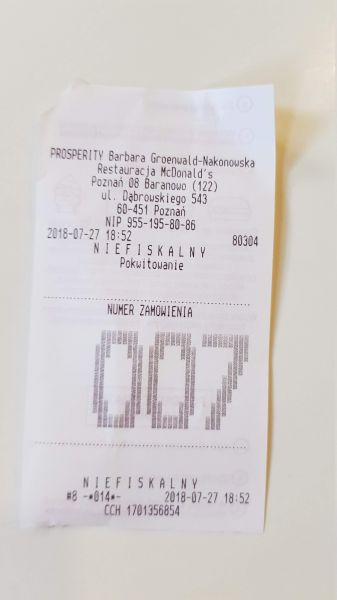 PROSPERITY Barbara Groenwald-Nakonowska
Restauracja McDonald's
Poznań 08 Baranowo (122)
ul. Dąbrowskiego 543
60-451 Poznań
NIP 955-195-80-86
2018-07-27 18:52 80304
NIEFISKALNY
Pokwitowanie
NUMER ZAMÓWIENIA
007
NIEFISKALNY
#8 -*014*- 2018-07-27 18:52
CCH 1701356854